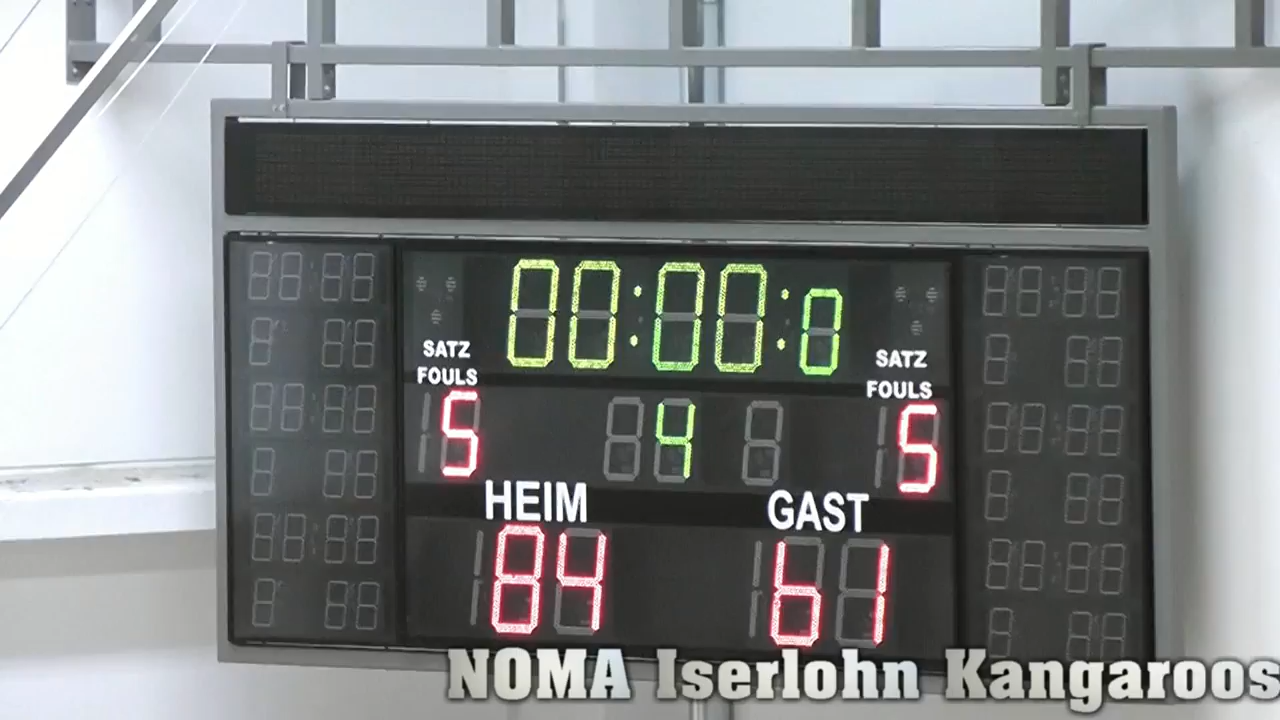 00:00:0
SATZ SATZ
FOULS FOULS
5 4 5
HEIM GAST
84 61
NOMA Iserlohn Kangaroos